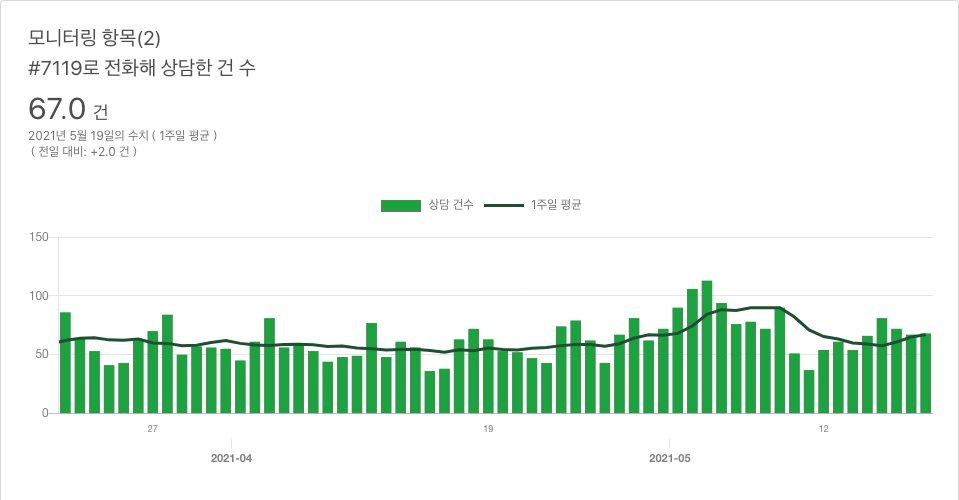 모니터링 항목(2)
#7119로 전화해 상담한 건 수
67.0 건
2021년 5월 19일의 수치 ( 1주일 평균 )
( 전일 대비: +2.0 건 )
상담 건수 1주일 평균
150
100
50
0
27 19 12
2021-04 2021-05